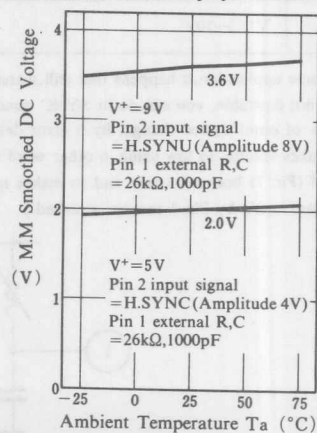 M.M Smoothed DC Voltage
(V)
4
3
2
1
0
3.6V
V+=9V
Pin 2 input signal
=H.SYNU(Amplitude 8V)
Pin 1 external R,C
=26kΩ,1000pF
2.0V
V+=5V
Pin 2 input signal
=H.SYNC(Amplitude 4V)
Pin 1 external R,C
=26kΩ,1000pF
-25
0
25
50
75
Ambient Temperature Ta (°C)